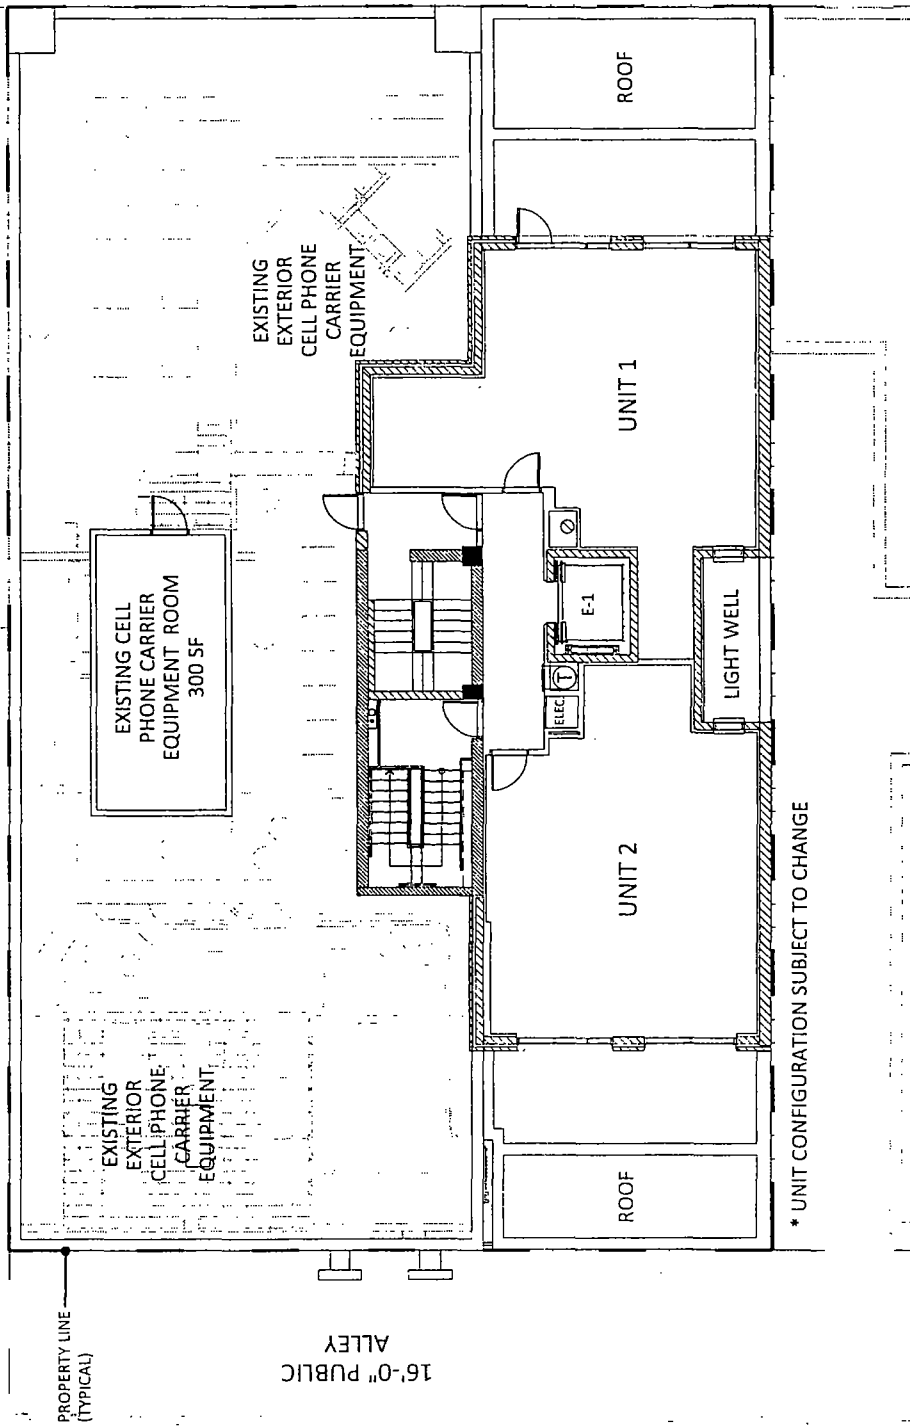 ROOF
EXISTING
EXTERIOR
CELL PHONE
CARRIER
EQUIPMENT
UNIT 1
EXISTING CELL
PHONE CARRIER
EQUIPMENT ROOM
300 SF
E-1
LIGHT WELL
T
ELEC.
UNIT 2
* UNIT CONFIGURATION SUBJECT TO CHANGE
EXISTING
EXTERIOR
CELL PHONE
CARRIER
EQUIPMENT
ROOF
PROPERTY LINE
(TYPICAL)
16'-0" PUBLIC
ALLEY